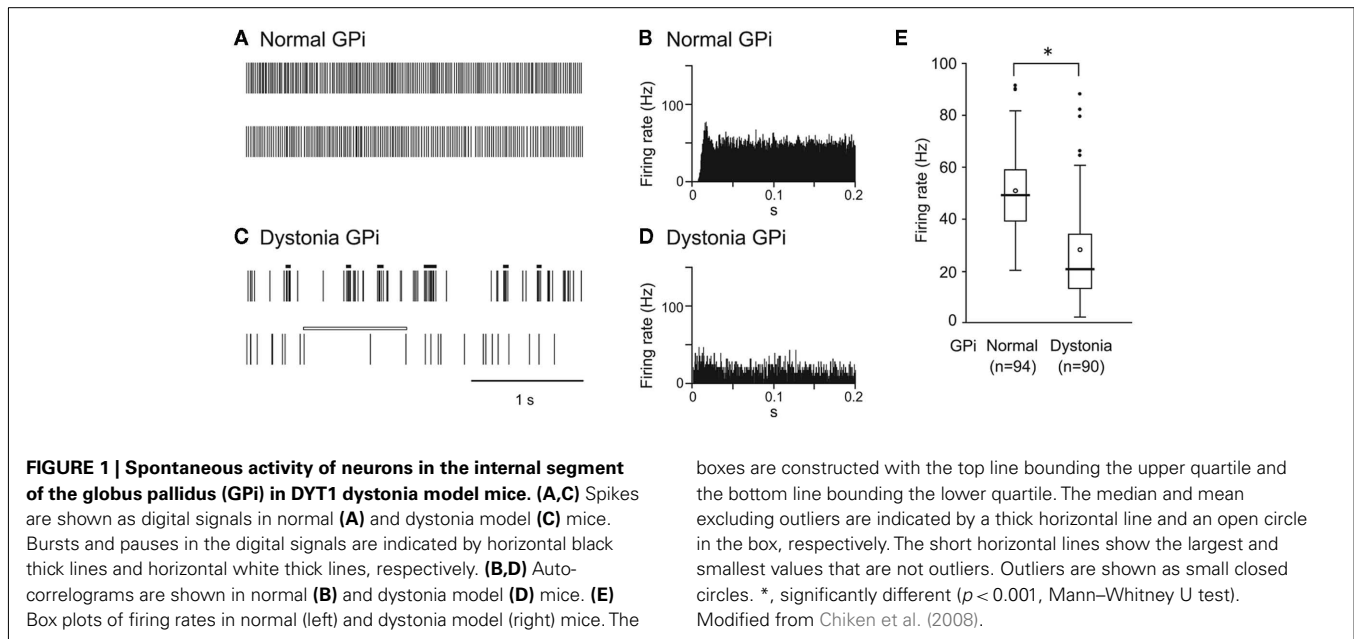 A Normal GPi
B Normal GPi
Firing rate (Hz)
100
0
0 0.1 0.2
s
C Dystonia GPi
1 s
D Dystonia GPi
Firing rate (Hz)
100
0
0 0.1 0.2
s
E
*
Firing rate (Hz)
100
80
60
40
20
0
GPi Normal Dystonia
(n=94) (n=90)
FIGURE 1 | Spontaneous activity of neurons in the internal segment
of the globus pallidus (GPi) in DYT1 dystonia model mice. (A,C) Spikes
are shown as digital signals in normal (A) and dystonia model (C) mice.
Bursts and pauses in the digital signals are indicated by horizontal black
thick lines and horizontal white thick lines, respectively. (B,D) Auto-
correlograms are shown in normal (B) and dystonia model (D) mice. (E)
Box plots of firing rates in normal (left) and dystonia model (right) mice. The
boxes are constructed with the top line bounding the upper quartile and
the bottom line bounding the lower quartile. The median and mean
excluding outliers are indicated by a thick horizontal line and an open circle
in the box, respectively. The short horizontal lines show the largest and
smallest values that are not outliers. Outliers are shown as small closed
circles. *, significantly different (p < 0.001, Mann–Whitney U test).
Modified from Chiken et al. (2008).